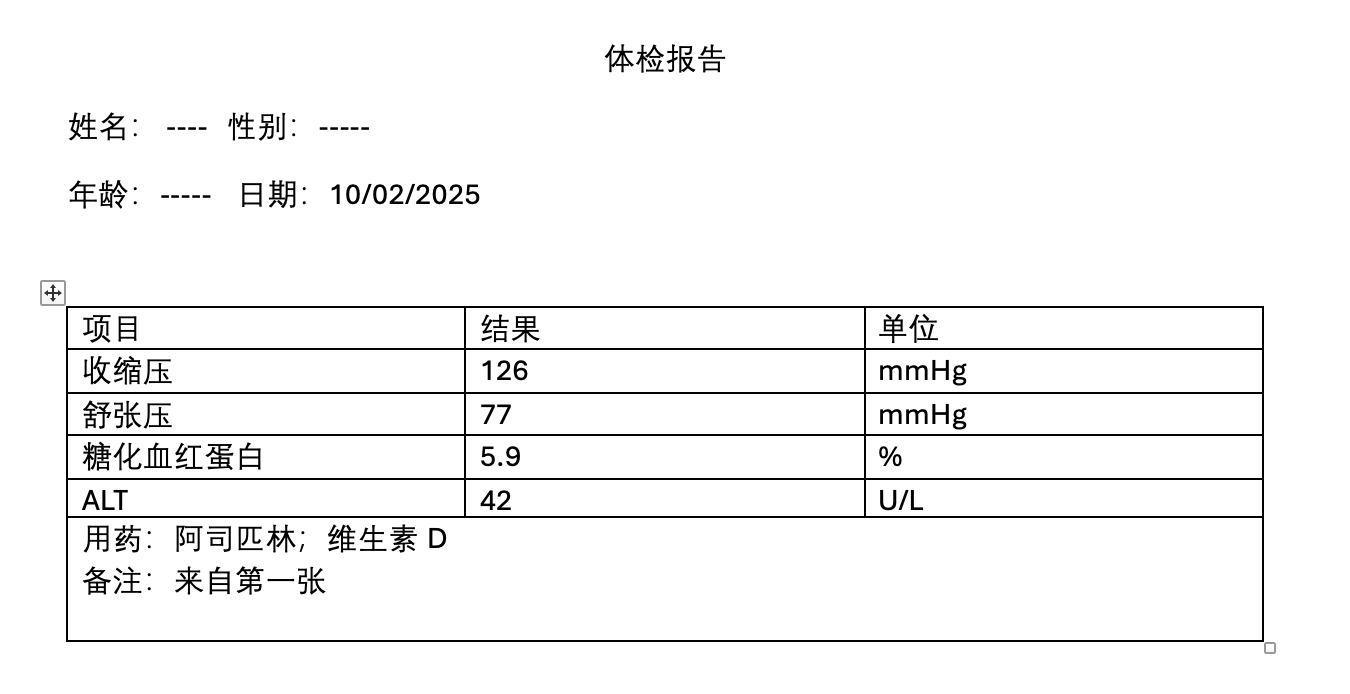 体检报告
姓名： ---- 性别： -----
年龄： ----- 日期：10/02/2025
项目 结果 单位
收缩压 126 mmHg
舒张压 77 mmHg
糖化血红蛋白 5.9 %
ALT 42 U/L
用药：阿司匹林；维生素 D
备注：来自第一张